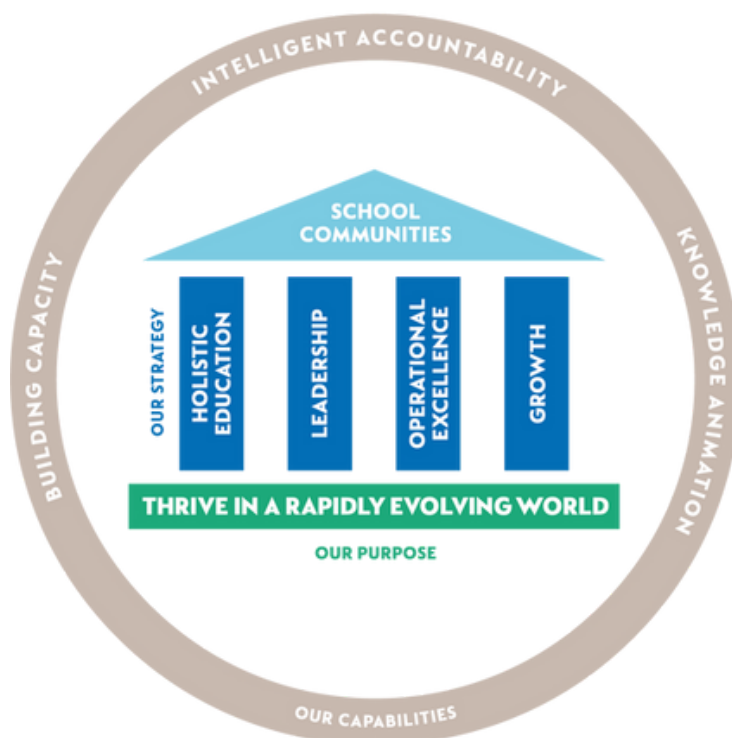 INTELLIGENT ACCOUNTABILITY
BUILDING CAPACITY
KNOWLEDGE ANIMATION
SCHOOL
COMMUNITIES
OUR STRATEGY
HOLISTIC
EDUCATION
LEADERSHIP
OPERATIONAL
EXCELLENCE
GROWTH
THRIVE IN A RAPIDLY EVOLVING WORLD
OUR PURPOSE
OUR CAPABILITIES